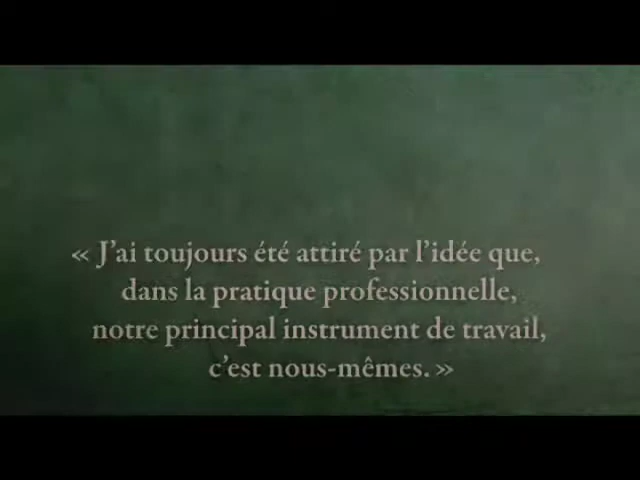 « J'ai toujours été attiré par l'idée que,
dans la pratique professionnelle,
notre principal instrument de travail,
c'est nous-mêmes. »